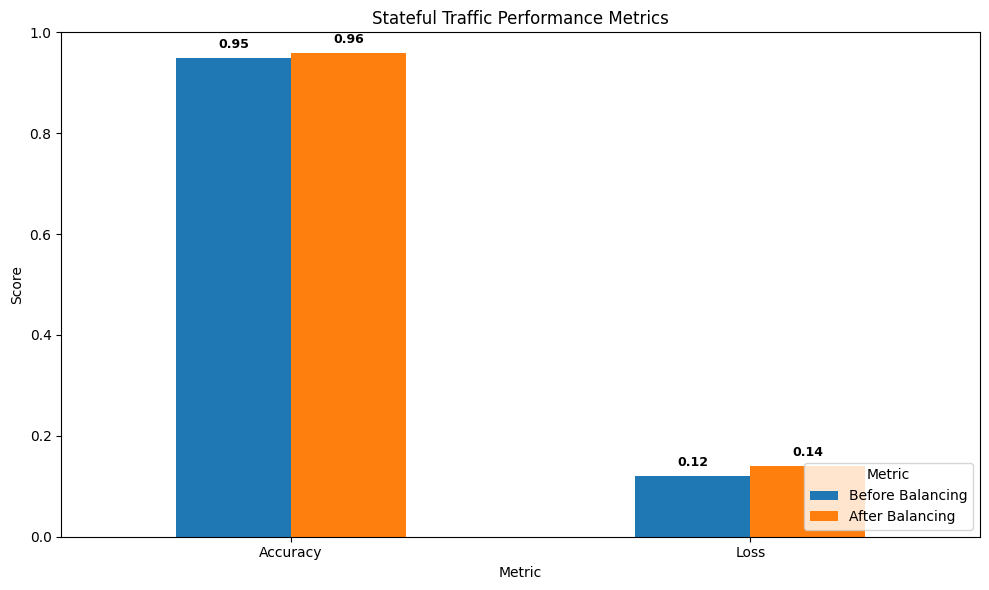 Stateful Traffic Performance Metrics
1.0
0.8
0.6
0.4
0.2
0.0
Score
0.95
0.96
0.12
0.14
Accuracy
Loss
Metric
Metric
Before Balancing
After Balancing